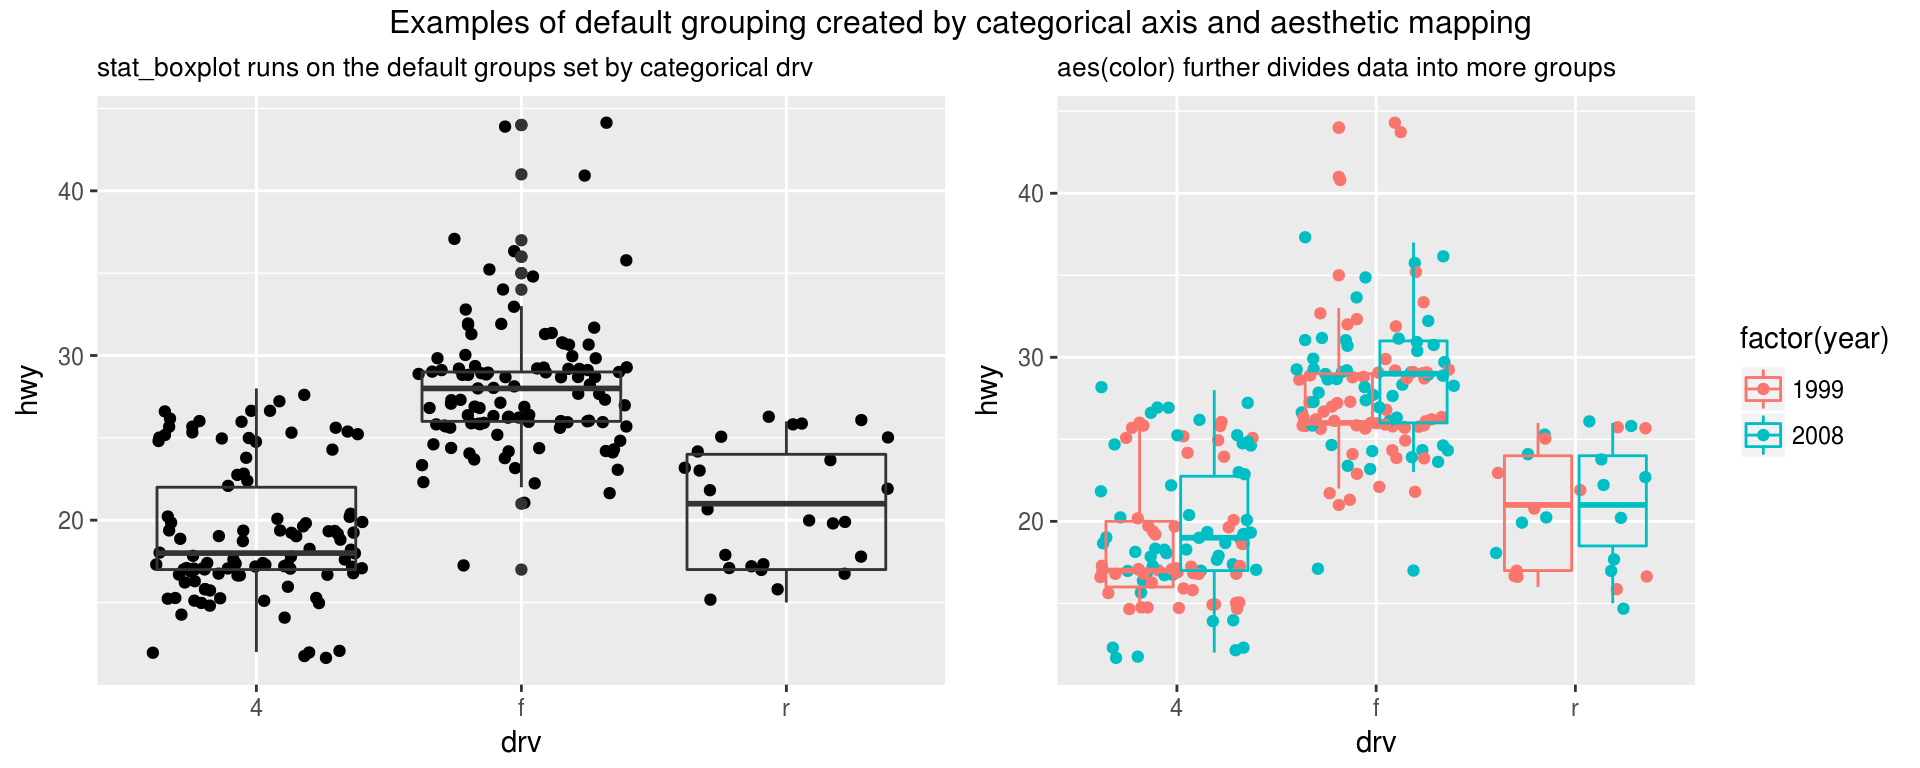 Examples of default grouping created by categorical axis and aesthetic mapping
stat_boxplot runs on the default groups set by categorical drv
hwy
40
30
20
4 f r
drv
aes(color) further divides data into more groups
hwy
40
30
20
4 f r
drv
factor(year)
1999
2008